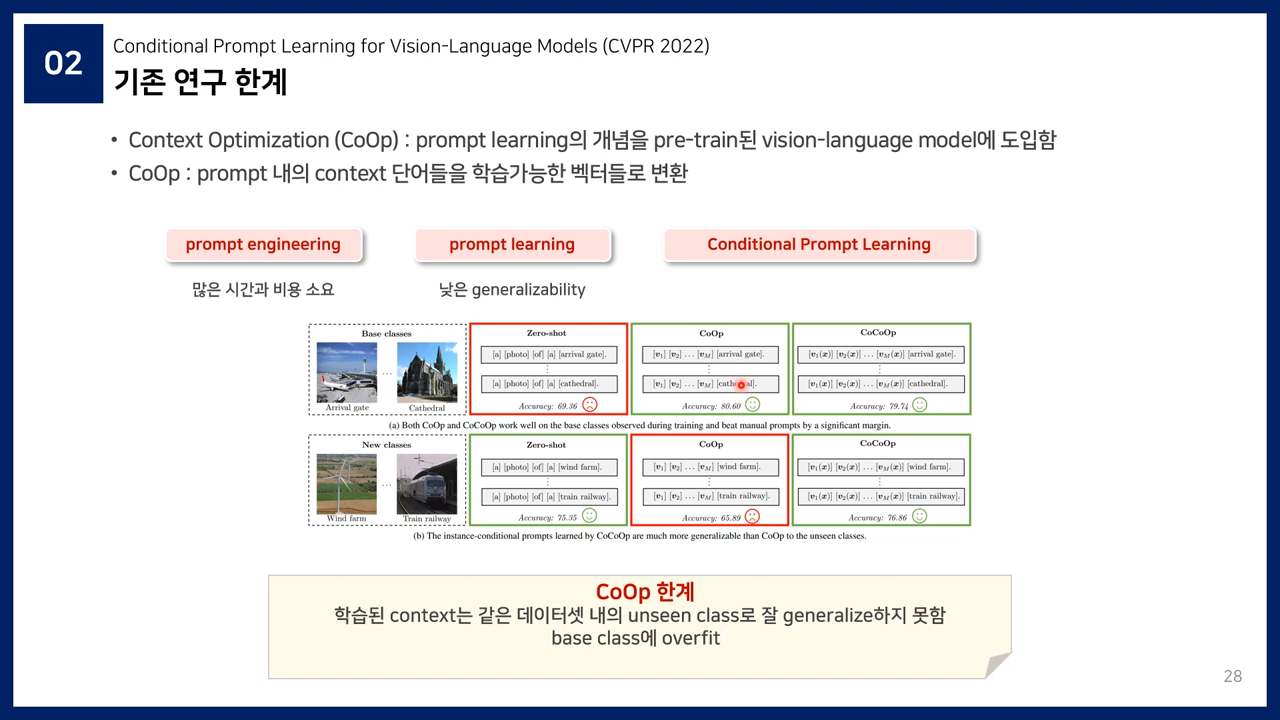 02
Conditional Prompt Learning for Vision-Language Models (CVPR 2022)
기존 연구 한계
• Context Optimization (CoOp) : prompt learning의 개념을 pre-train된 vision-language model에 도입함
• CoOp : prompt 내의 context 단어들을 학습가능한 벡터들로 변환
prompt engineering
prompt learning
Conditional Prompt Learning
많은 시간과 비용 소요
낮은 generalizability
Base classes
Arrival gate
...
Cathedral
Zero-shot
[a] [photo] [of] [a] [arrival gate].
⋮
[a] [photo] [of] [a] [cathedral].
Accuracy: 69.36
CoOp
[v1] [v2] ... [vM] [arrival gate].
⋮
[v1] [v2] ... [vM] [cathedral].
Accuracy: 80.60
CoCoOp
[v1(x)] [v2(x)] ... [vM(x)] [arrival gate].
⋮
[v1(x)] [v2(x)] ... [vM(x)] [cathedral].
Accuracy: 79.74
(a) Both CoOp and CoCoOp work well on the base classes observed during training and beat manual prompts by a significant margin.
New classes
Wind farm
...
Train railway
Zero-shot
[a] [photo] [of] [a] [wind farm].
⋮
[a] [photo] [of] [a] [train railway].
Accuracy: 75.35
CoOp
[v1] [v2] ... [vM] [wind farm].
⋮
[v1] [v2] ... [vM] [train railway].
Accuracy: 65.89
CoCoOp
[v1(x)] [v2(x)] ... [vM(x)] [wind farm].
⋮
[v1(x)] [v2(x)] ... [vM(x)] [train railway].
Accuracy: 76.86
(b) The instance-conditional prompts learned by CoCoOp are much more generalizable than CoOp to the unseen classes.
CoOp 한계
학습된 context는 같은 데이터셋 내의 unseen class로 잘 generalize하지 못함
base class에 overfit
28